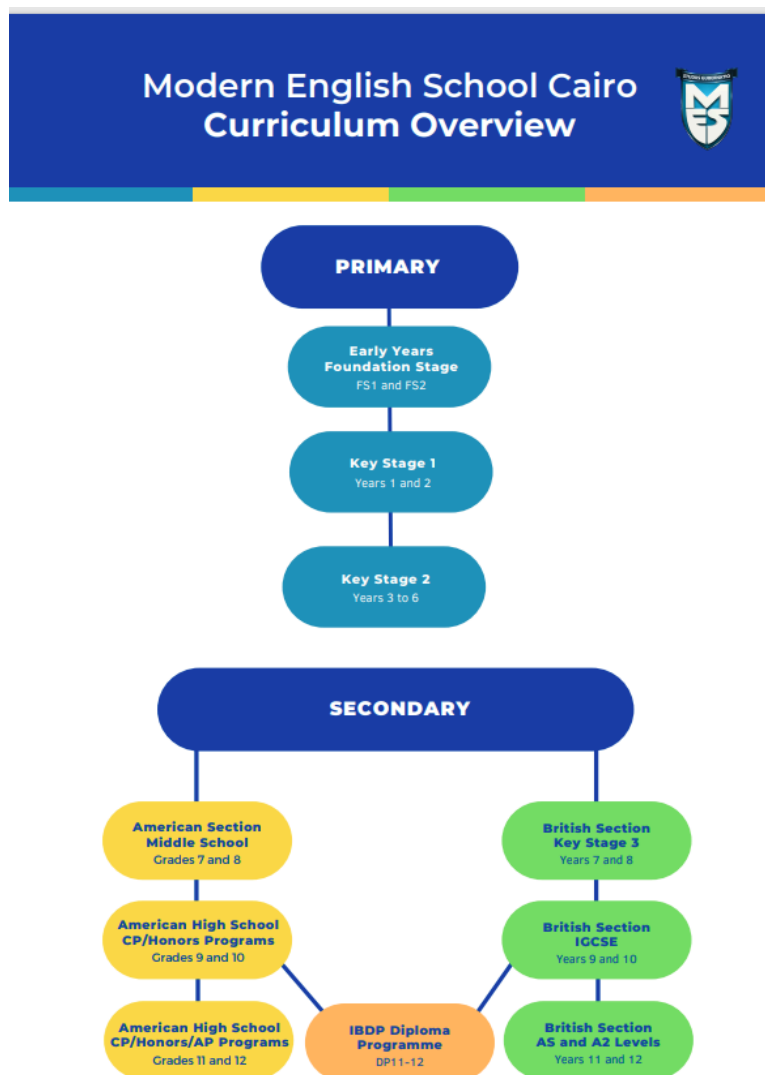 Modern English School Cairo
Curriculum Overview
MES
PRIMARY
Early Years
Foundation Stage
FS1 and FS2
Key Stage 1
Years 1 and 2
Key Stage 2
Years 3 to 6
SECONDARY
American Section
Middle School
Grades 7 and 8
British Section
Key Stage 3
Years 7 and 8
American High School
CP/Honors Programs
Grades 9 and 10
British Section
IGCSE
Years 9 and 10
American High School
CP/Honors/AP Programs
Grades 11 and 12
IBDP Diploma
Programme
DP11-12
British Section
AS and A2 Levels
Years 11 and 12